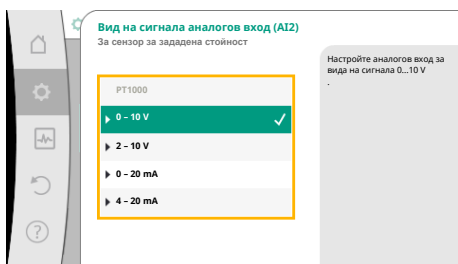 Вид на сигнала аналогов вход (AI2)
За сензор за зададена стойност
Настройте аналогов вход за
вида на сигнала 0...10 V
.
PT1000
0 – 10 V
2 – 10 V
0 – 20 mA
4 – 20 mA
?